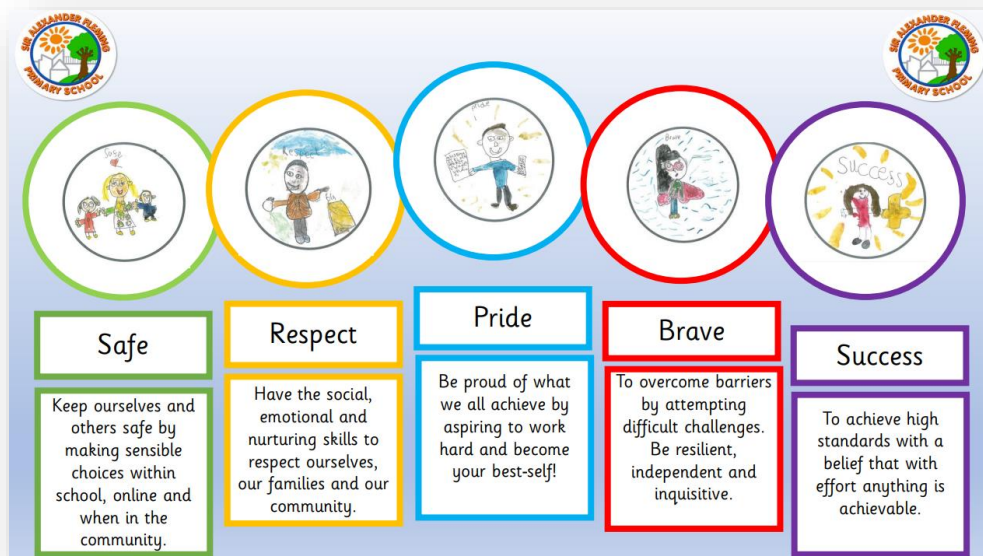 SIR ALEXANDER FLEMING
PRIMARY SCHOOL
SIR ALEXANDER FLEMING
PRIMARY SCHOOL
Safe
Respect
Pride
Brave
Success
Safe
Keep ourselves and
others safe by
making sensible
choices within
school, online and
when in the
community.
Respect
Have the social,
emotional and
nurturing skills to
respect ourselves,
our families and our
community.
Pride
Be proud of what
we all achieve by
aspiring to work
hard and become
your best-self!
Brave
To overcome barriers
by attempting
difficult challenges.
Be resilient,
independent and
inquisitive.
Success
To achieve high
standards with a
belief that with
effort anything is
achievable.